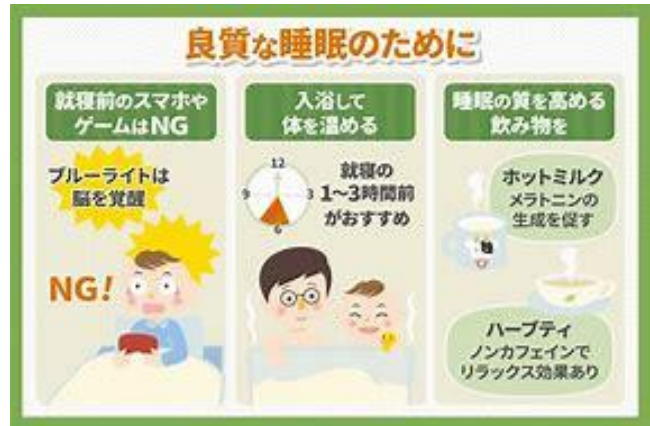 良質な睡眠のために
就寝前のスマホや
ゲームはNG
ブルーライトは
脳を覚醒
NG!
入浴して
体を温める
12
3
6
9
就寝の
1〜3時間前
がおすすめ
睡眠の質を高める
飲み物を
ホットミルク
メラトニンの
生成を促す
ハーブティ
ノンカフェインで
リラックス効果あり